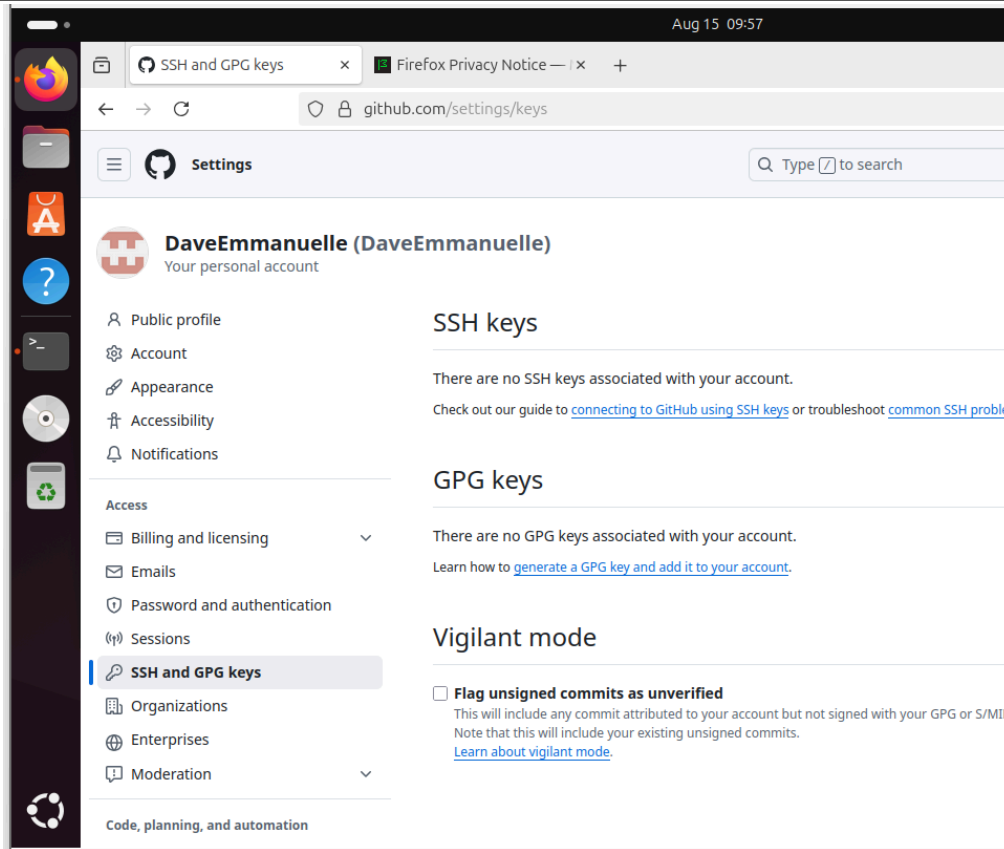 Aug 15 09:57
SSH and GPG keys
Firefox Privacy Notice —
github.com/settings/keys
Settings
Type / to search
DaveEmmanuelle (DaveEmmanuelle)
Your personal account
Public profile
Account
Appearance
Accessibility
Notifications
Access
Billing and licensing
Emails
Password and authentication
Sessions
SSH and GPG keys
Organizations
Enterprises
Moderation
Code, planning, and automation
SSH keys
There are no SSH keys associated with your account.
Check out our guide to connecting to GitHub using SSH keys or troubleshoot common SSH proble
GPG keys
There are no GPG keys associated with your account.
Learn how to generate a GPG key and add it to your account.
Vigilant mode
Flag unsigned commits as unverified
This will include any commit attributed to your account but not signed with your GPG or S/MI
Note that this will include your existing unsigned commits.
Learn about vigilant mode.